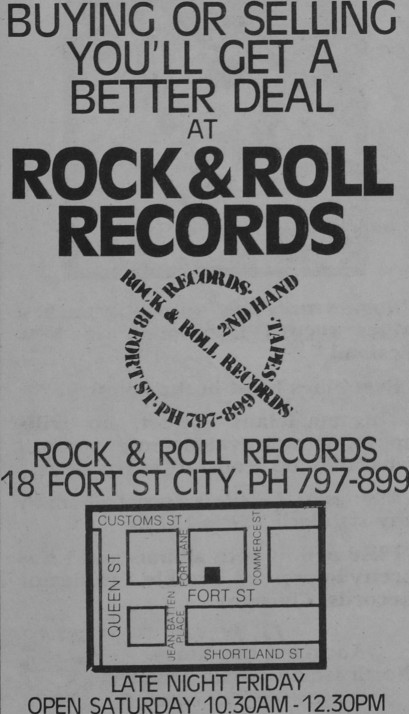 BUYING OR SELLING
YOU'LL GET A
BETTER DEAL
AT
ROCK & ROLL
RECORDS
RECORDS·
2ND HAND
·TAPES·
ROCK & ROLL RECORDS·
18 FORT ST·PH 797-899
ROCK & ROLL RECORDS
18 FORT ST CITY. PH 797-899
CUSTOMS ST·
QUEEN ST
FORT LANE
COMMERCE ST
FORT ST·
JEAN BATTEN
PLACE
SHORTLAND ST
LATE NIGHT FRIDAY
OPEN SATURDAY 10.30AM-12.30PM